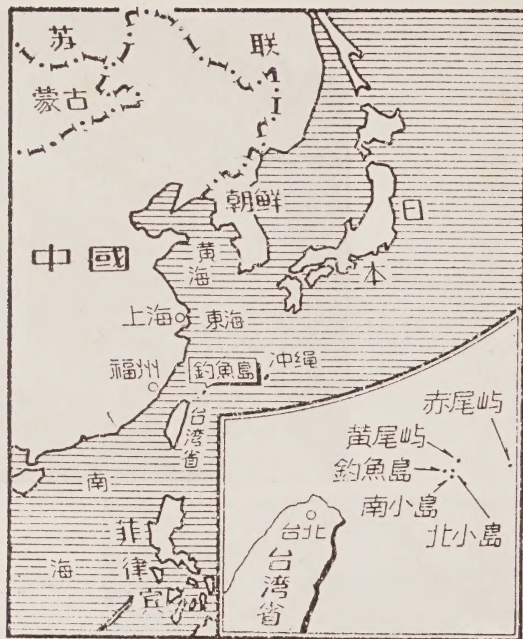 苏联
蒙古
朝鲜
日本
中國
黄海
上海
東海
福州
釣魚島
冲绳
台湾省
南海
菲律宾
赤尾屿
黄尾屿
釣魚島
南小島
北小島
台北
台湾省